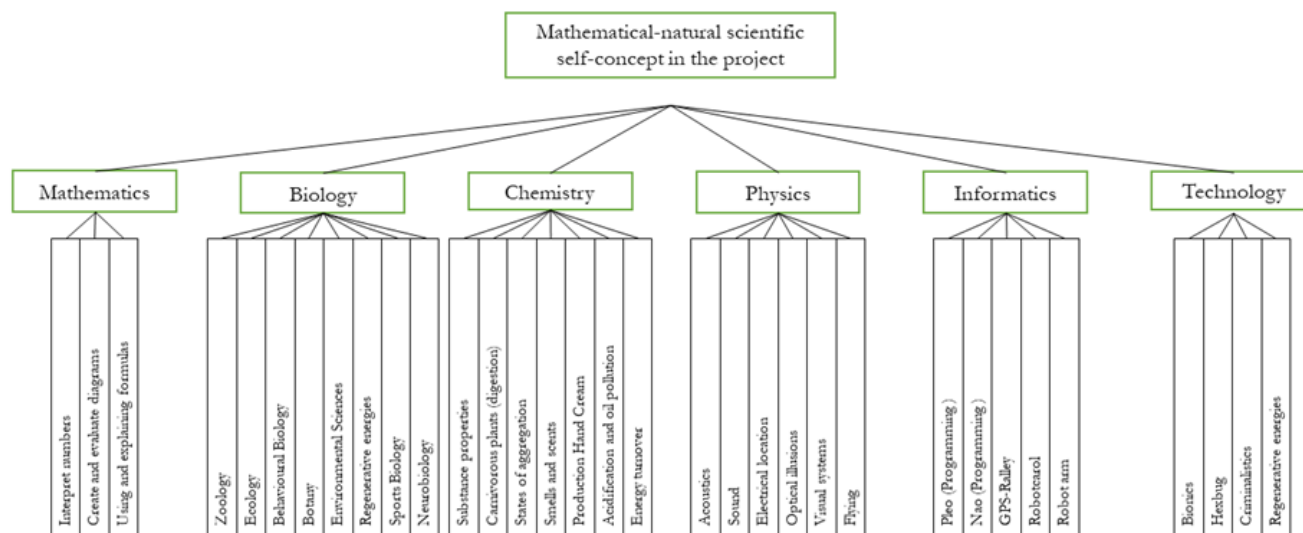 Mathematical-natural scientific
self-concept in the project
Mathematics
Biology
Chemistry
Physics
Informatics
Technology
Interpret numbers
Create and evaluate diagrams
Using and explaining formulas
Zoology
Ecology
Behavioural Biology
Botany
Environmental Sciences
Regenerative energies
Sports Biology
Neurobiology
Substance properties
Carnivorous plants (digestion)
States of aggregation
Smells and scents
Production Hand Cream
Acidification and oil pollution
Energy turnover
Acoustics
Sound
Electrical location
Optical illusions
Visual systems
Flying
Pleo (Programming )
Nao (Programming )
GPS-Ralley
Robotcarol
Robot arm
Bionics
Hexbug
Criminalistics
Regenerative energies